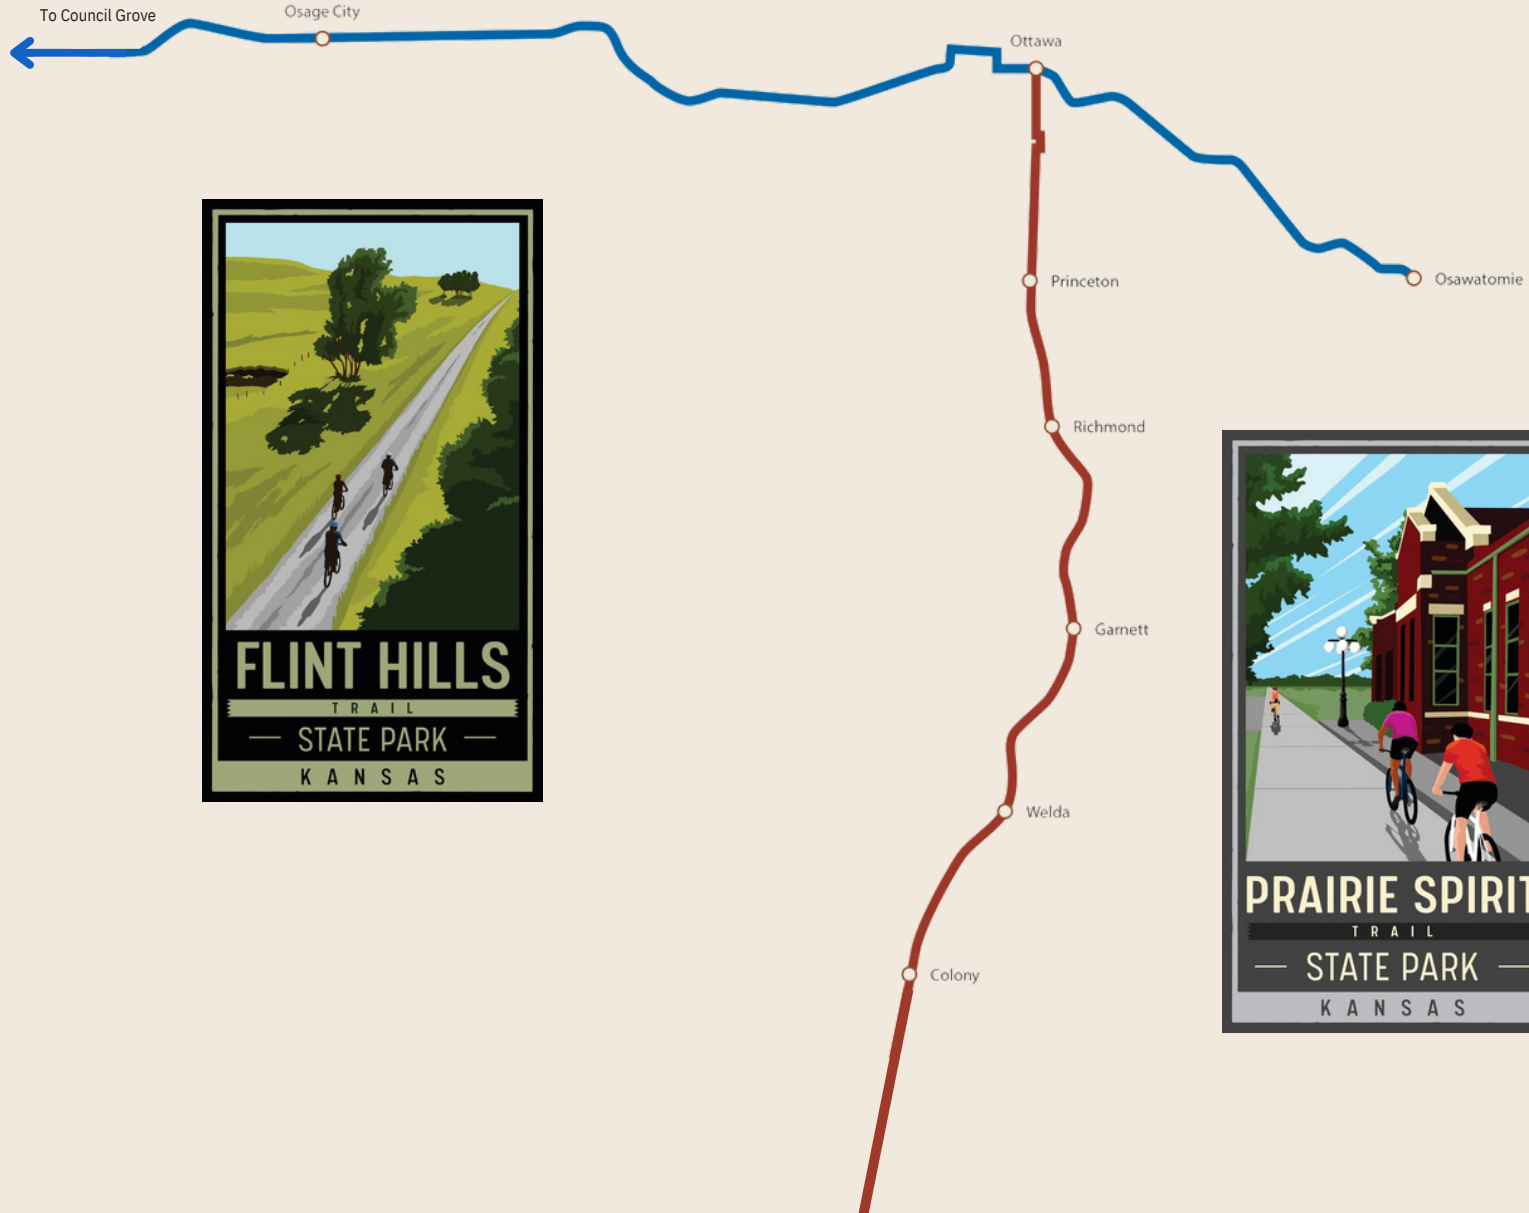 To Council Grove
Osage City
Ottawa
Princeton
Osawatomie
Richmond
Garnett
Welda
Colony
FLINT HILLS
TRAIL
STATE PARK
KANSAS
PRAIRIE SPIRIT
TRAIL
STATE PARK
KANSAS